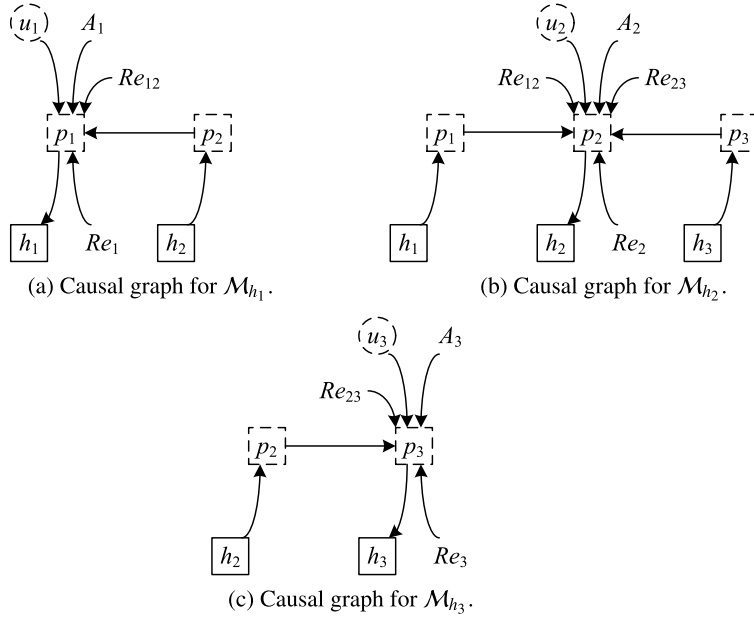 u₁ A₁
Re₁₂
p₁ p₂
h₁ Re₁ h₂
(a) Causal graph for ℳh₁.
u₂ A₂
Re₁₂ Re₂₃
p₁ p₂ p₃
h₁ h₂ Re₂ h₃
(b) Causal graph for ℳh₂.
u₃ A₃
Re₂₃
p₂ p₃
h₂ h₃ Re₃
(c) Causal graph for ℳh₃.